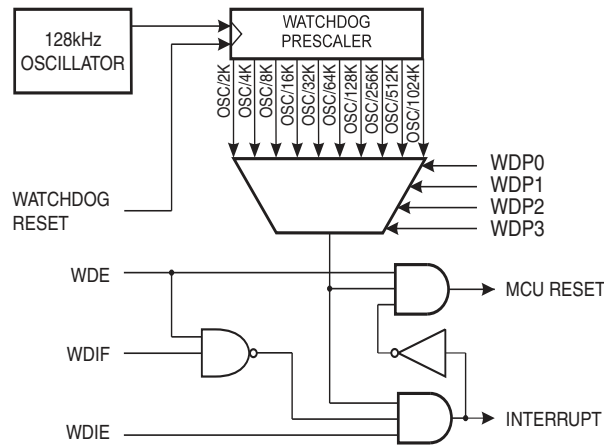 128kHz
OSCILLATOR
WATCHDOG
PRESCALER
OSC/2K
OSC/4K
OSC/8K
OSC/16K
OSC/32K
OSC/64K
OSC/128K
OSC/256K
OSC/512K
OSC/1024K
WATCHDOG
RESET
WDP0
WDP1
WDP2
WDP3
WDE
MCU RESET
WDIF
WDIE
INTERRUPT